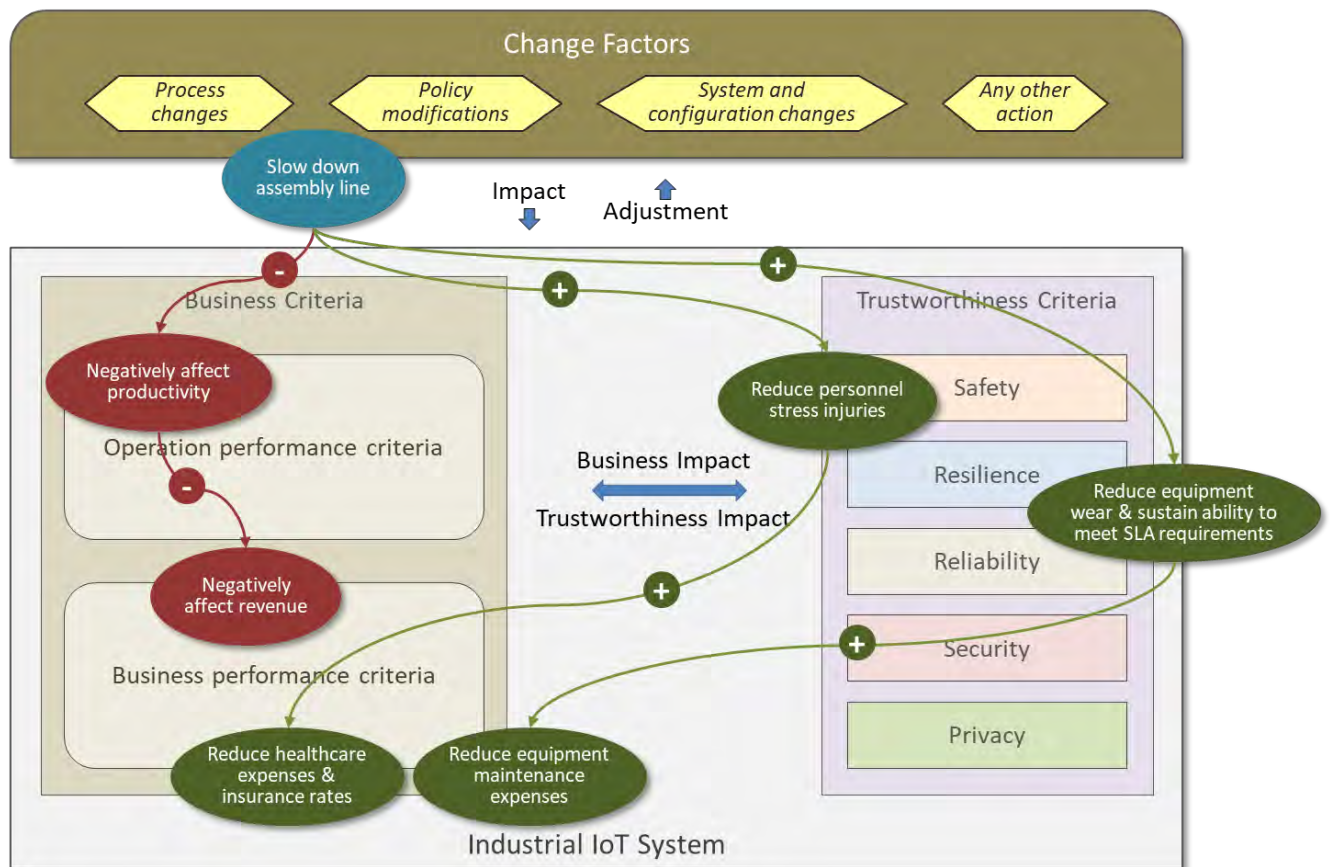 Change Factors
Process
changes
Policy
modifications
System and
configuration changes
Any other
action
Slow down
assembly line
Impact
Adjustment
-
+
+
Business Criteria
Trustworthiness Criteria
Negatively affect
productivity
Operation performance criteria
-
Negatively
affect revenue
Business performance criteria
Reduce personnel
stress injuries
Safety
Resilience
Reliability
Security
Privacy
Business Impact
Trustworthiness Impact
Reduce equipment
wear & sustain ability to
meet SLA requirements
+
+
Reduce healthcare
expenses &
insurance rates
Reduce equipment
maintenance
expenses
Industrial IoT System